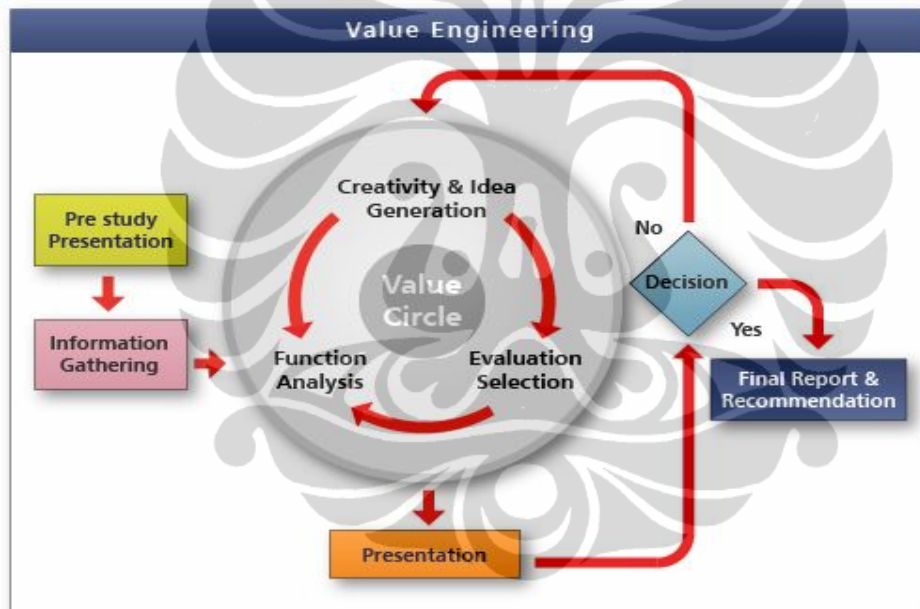 Value Engineering
Creativity & Idea
Generation
Pre study
Presentation
No
Value
Circle
Decision
Information
Gathering
Function
Analysis
Evaluation
Selection
Yes
Final Report &
Recommendation
Presentation